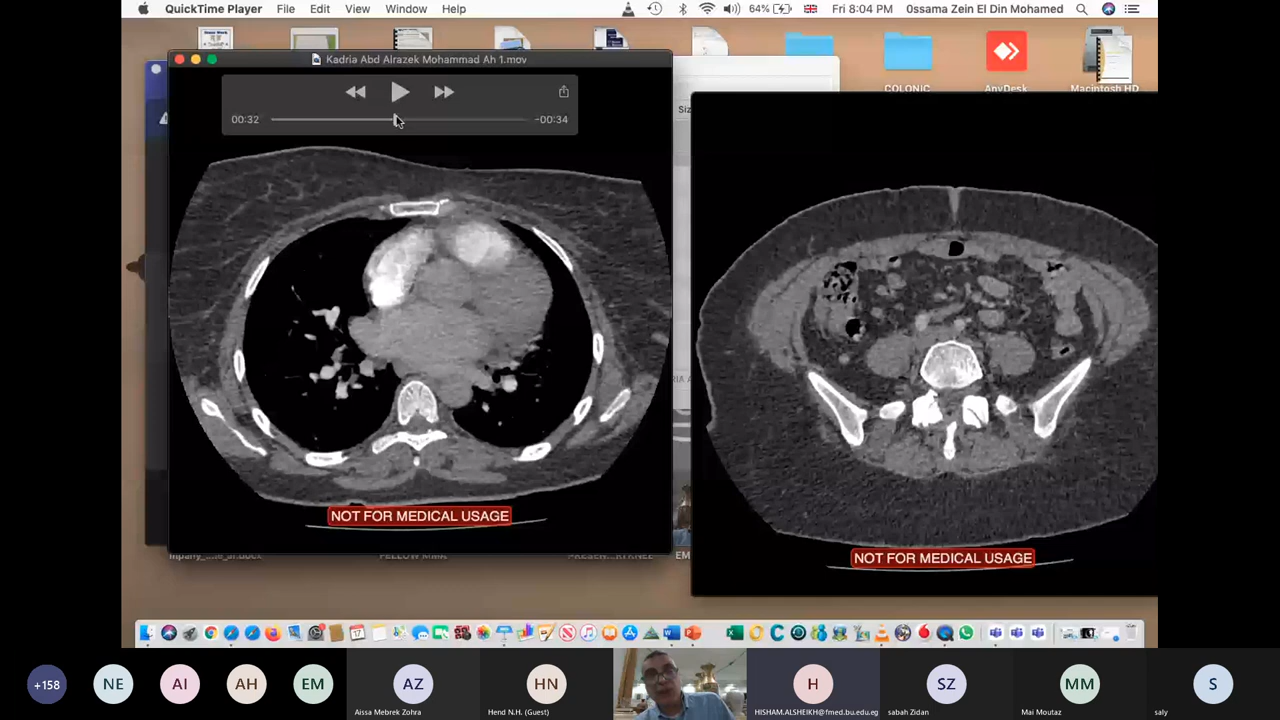 QuickTime Player File Edit View Window Help 64% Fri 8:04 PM Ossama Zein El Din Mohamed
Kadria Abd Alrazek Mohammad Ah 1.mov
00:32 -00:34
COLONIC AnyDesk Macintosh HD
Siz
NOT FOR MEDICAL USAGE
NOT FOR MEDICAL USAGE
EM
17
+158 NE AI AH EM AZ HN H SZ MM S
Aissa Mebrek Zohra Hend N.H. (Guest) HISHAM.ALSHEIKH@fmed.bu.edu.eg sabah Zidan Mai Moutaz saly